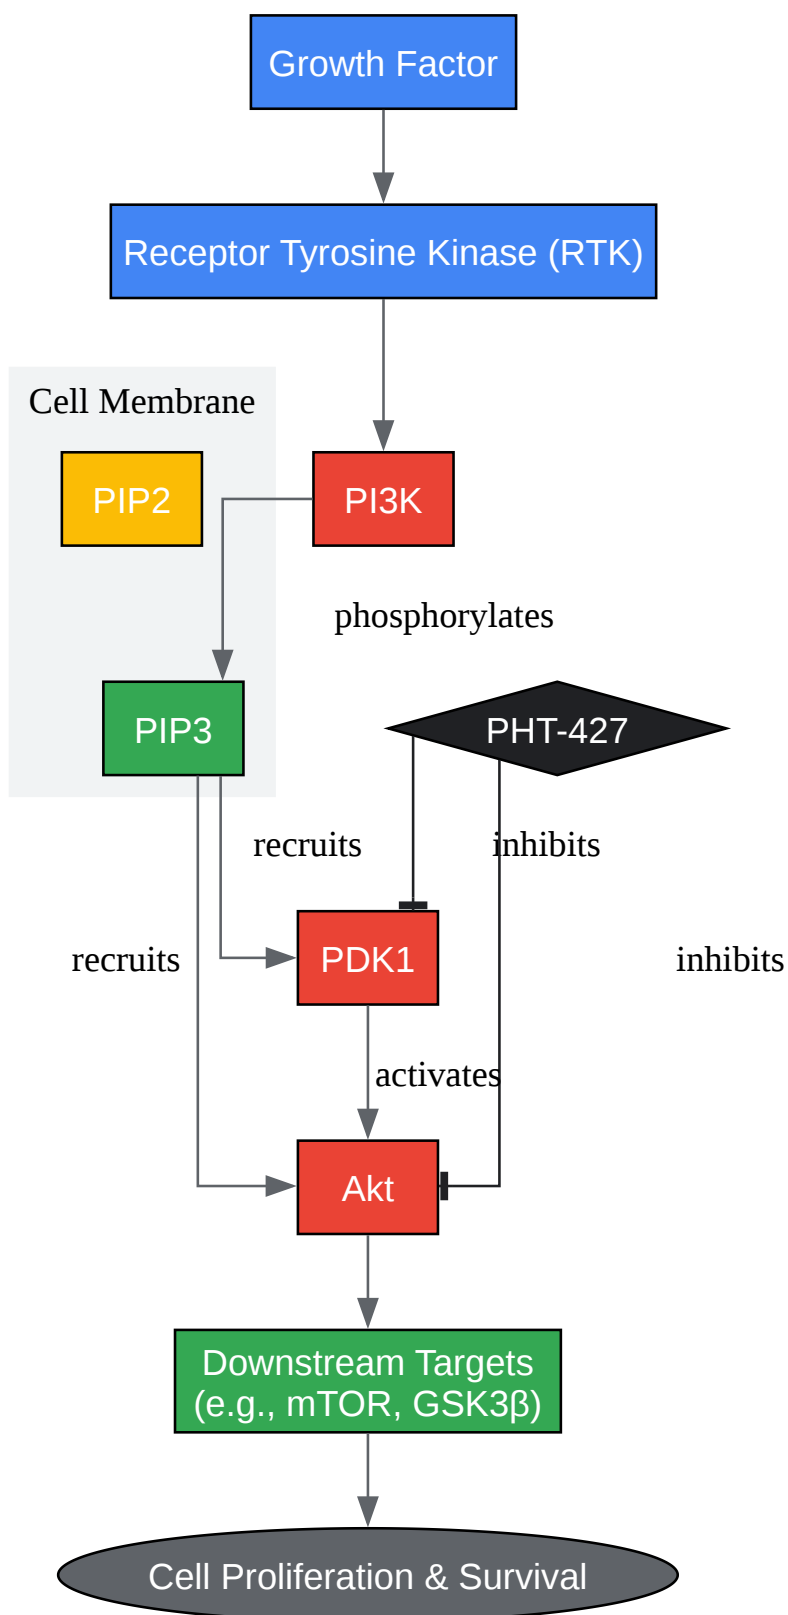 Growth Factor
Receptor Tyrosine Kinase (RTK)
Cell Membrane
PIP2
PI3K
phosphorylates
PIP3
PHT-427
recruits
inhibits
PDK1
recruits
inhibits
activates
Akt
Downstream Targets
(e.g., mTOR, GSK3β)
Cell Proliferation & Survival